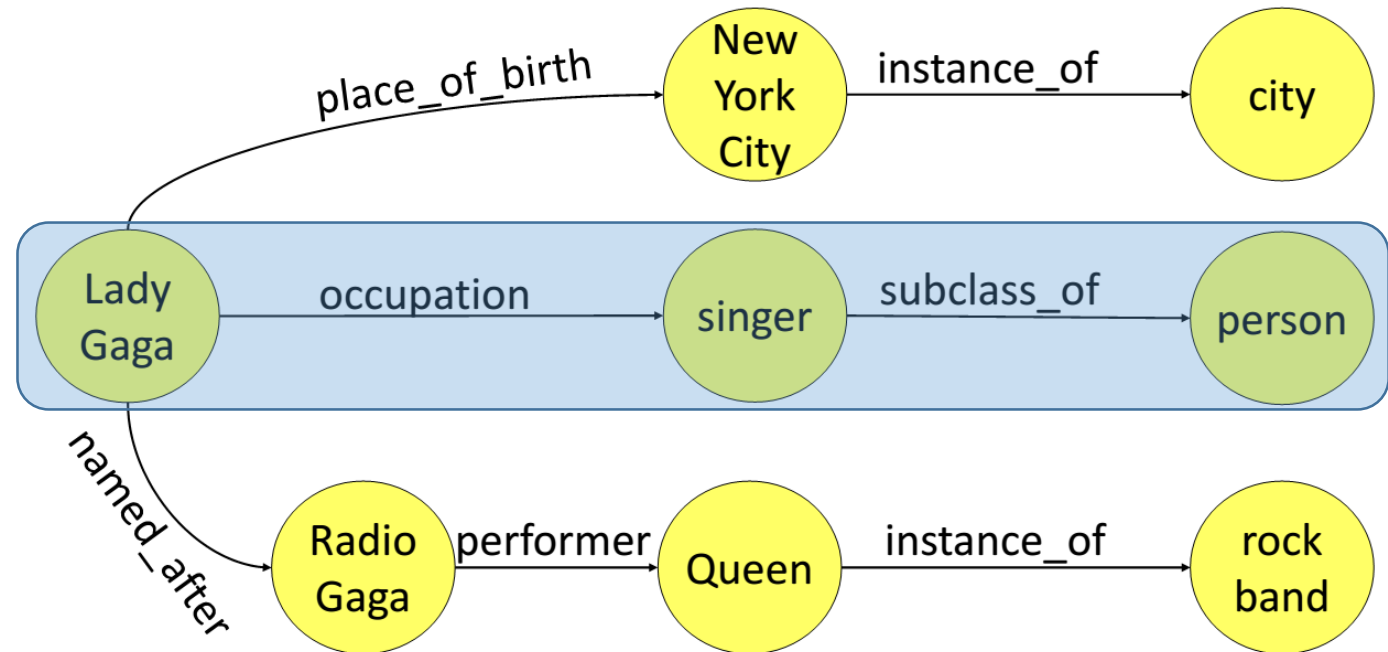 place_of_birth
New
York
City
instance_of
city
Lady
Gaga
occupation
singer
subclass_of
person
named_after
Radio
Gaga
performer
Queen
instance_of
rock
band